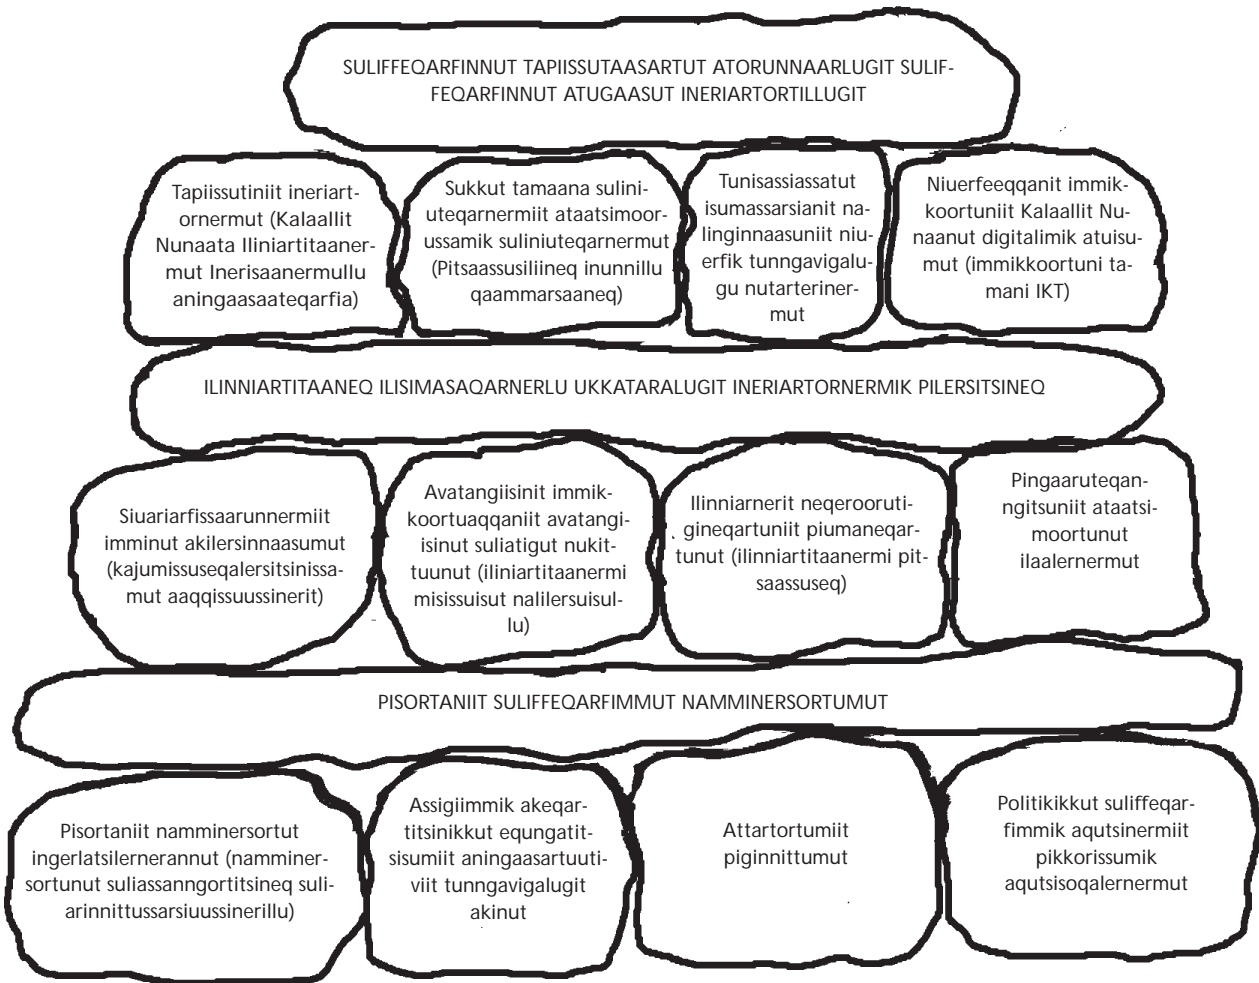 SULIFFEQARFINNUT TAPIISSUTAASARTUT ATORUNNAARLUGIT SULIF-
FEQARFINNUT ATUGAASUT INERIARTORTILLUGIT
Tapiissutiniit ineriart-
ornermut (Kalaallit
Nunaata Iliniartitaaner-
mut Inerisaanermullu
aningaasaateqarfia)
Sukkut tamaana sulini-
uteqarnermiit ataatsimoor-
ussamik suliniuteqarnermut
(Pitsaassusiliineq inunnillu
qaammarsaaneq)
Tunisassiassatut
isumassarsianit na-
linginnaasuniit niu-
erfik tunngavigalu-
gu nutarteriner-
mut
Niuerfeeqqanit immik-
koortuniit Kalaallit Nu-
naanut digitalimik atuisu-
mut (immikkoortuni ta-
mani IKT)
ILINNIARTITAANEQ ILISIMASAQARNERLU UKKATARALUGIT INERIARTORNERMIK PILERSITSINEQ
Siuariarfissaarunnermiit
imminut akilersinnaasumut
(kajumissuseqalersitsinissa-
mut aaqqissuussinerit)
Avatangiisinit immik-
koortuaqqaniit avatangi-
isinut suliatigut nukit-
tuunut (iliniartitaanermi
misissuisut nalilersuisul-
lu)
Ilinniarnerit neqerooruti-
gineqartuniit piumaneqar-
tunut (ilinniartitaanermi pit-
saassuseq)
Pingaaruteqan-
ngitsuniit ataatsi-
moortunut
ilaalernermut
PISORTANIIT SULIFFEQARFIMMUT NAMMINERSORTUMUT
Pisortaniit namminersortut
ingerlatsilernerannut (namminer-
sortunut suliassanngortitsineq suli-
arinnittussarsiuussinerillu)
Assigiimmik akeqar-
titsinikkut equngatit-
sisumiit aningaasartuuti-
viit tunngavigalugit
akinut
Attartortumiit
piginnittumut
Politikikkut suliffeqar-
fimmik aqutsinermiit
pikkorissumik
aqutsisoqalernermut